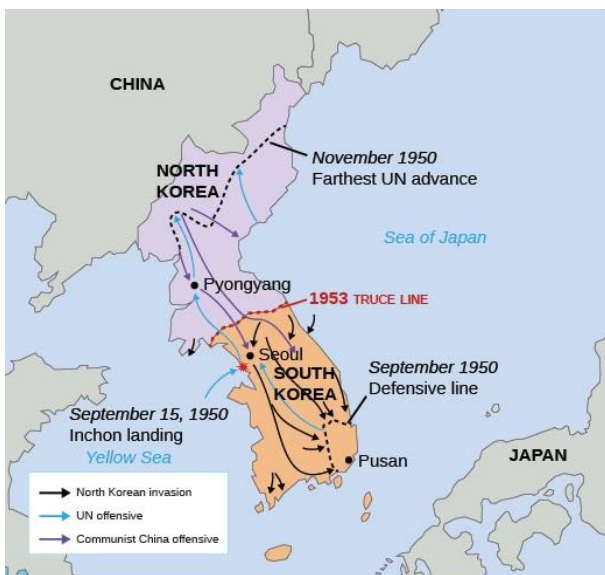 CHINA
November 1950
Farthest UN advance
NORTH
KOREA
Sea of Japan
Pyongyang
1953 TRUCE LINE
Seoul
SOUTH
KOREA
September 1950
Defensive line
September 15, 1950
Inchon landing
Yellow Sea
Pusan
JAPAN
North Korean invasion
UN offensive
Communist China offensive